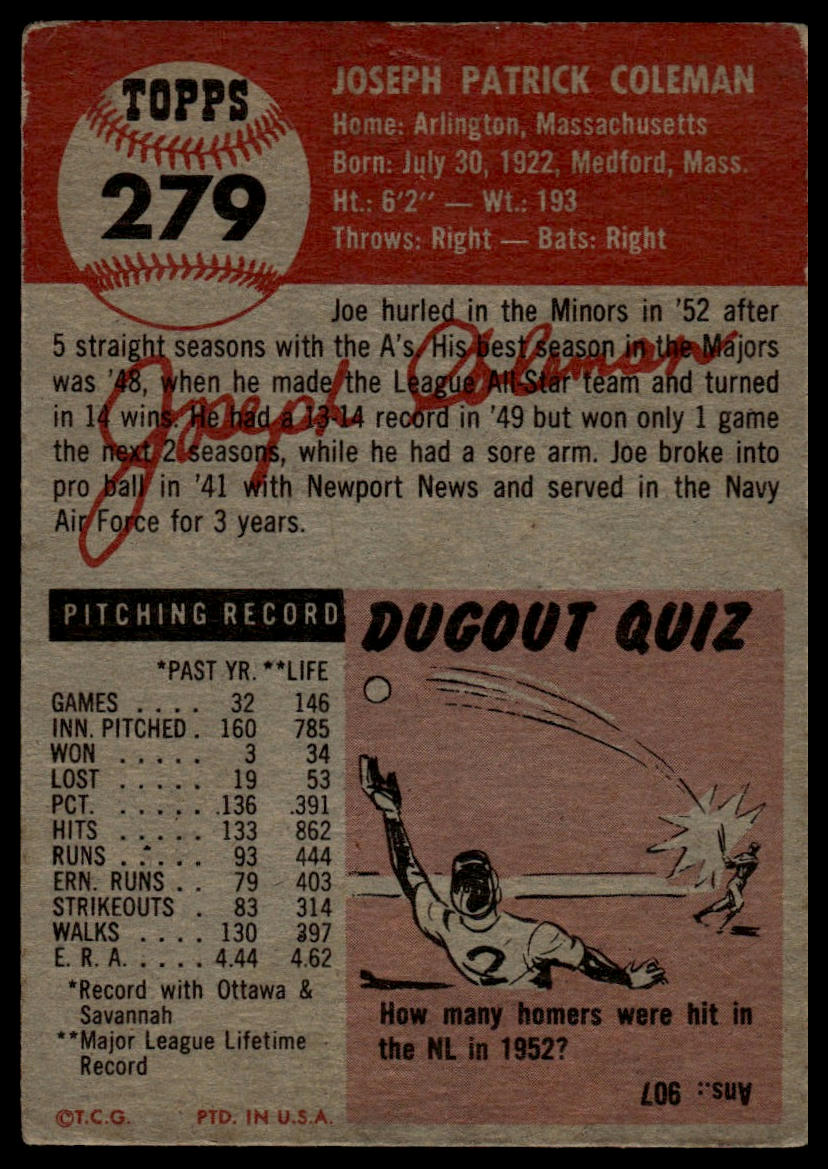 TOPPS
279
JOSEPH PATRICK COLEMAN
Home: Arlington, Massachusetts
Born: July 30, 1922, Medford, Mass.
Ht.: 6'2" — Wt.: 193
Throws: Right — Bats: Right
Joe hurled in the Minors in '52 after
5 straight seasons with the A's. His best season in the Majors
was '48, when he made the League All-Star team and turned
in 14 wins. He had a 13-14 record in '49 but won only 1 game
the next 2 seasons, while he had a sore arm. Joe broke into
pro ball in '41 with Newport News and served in the Navy
Air Force for 3 years.
Joseph Coleman
PITCHING RECORD
*PAST YR. **LIFE
GAMES . . . . 32 146
INN. PITCHED . 160 785
WON . . . . . 3 34
LOST . . . . . 19 53
PCT. . . . . . .136 .391
HITS . . . . . 133 862
RUNS . . . . . 93 444
ERN. RUNS . . 79 403
STRIKEOUTS . 83 314
WALKS . . . . 130 397
E. R. A. . . . . 4.44 4.62
*Record with Ottawa &
Savannah
**Major League Lifetime
Record
©T.C.G. PTD. IN U.S.A.
DUGOUT QUIZ
2
How many homers were hit in
the NL in 1952?
Ans.: 907